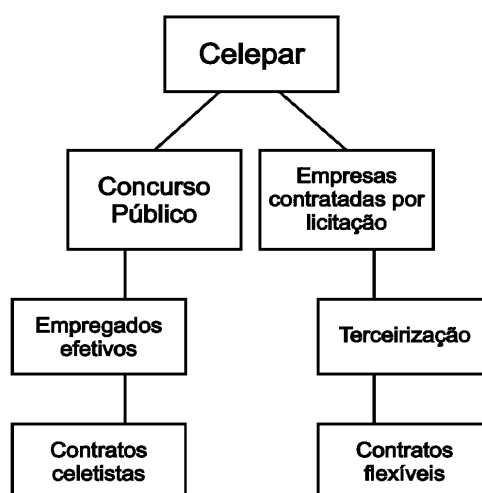 Celepar
Concurso
Público
Empresas
contratadas por
licitação
Empregados
efetivos
Terceirização
Contratos
celetistas
Contratos
flexíveis